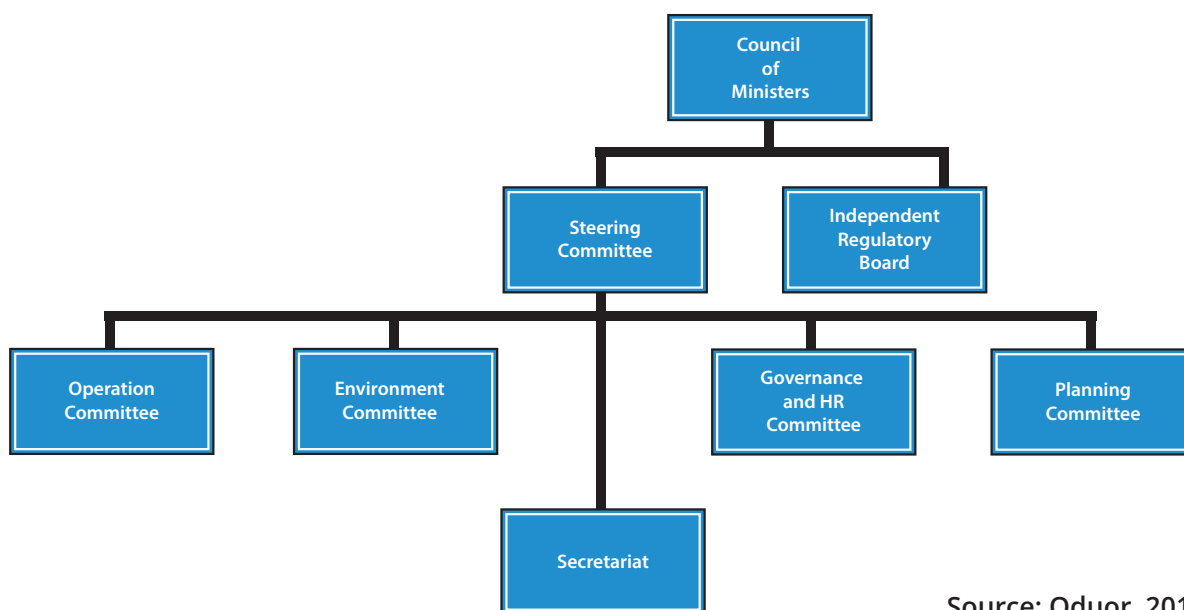 Council
of
Ministers
Steering
Committee
Independent
Regulatory
Board
Operation
Committee
Environment
Committee
Governance
and HR
Committee
Planning
Committee
Secretariat
Source: Oduor, 201